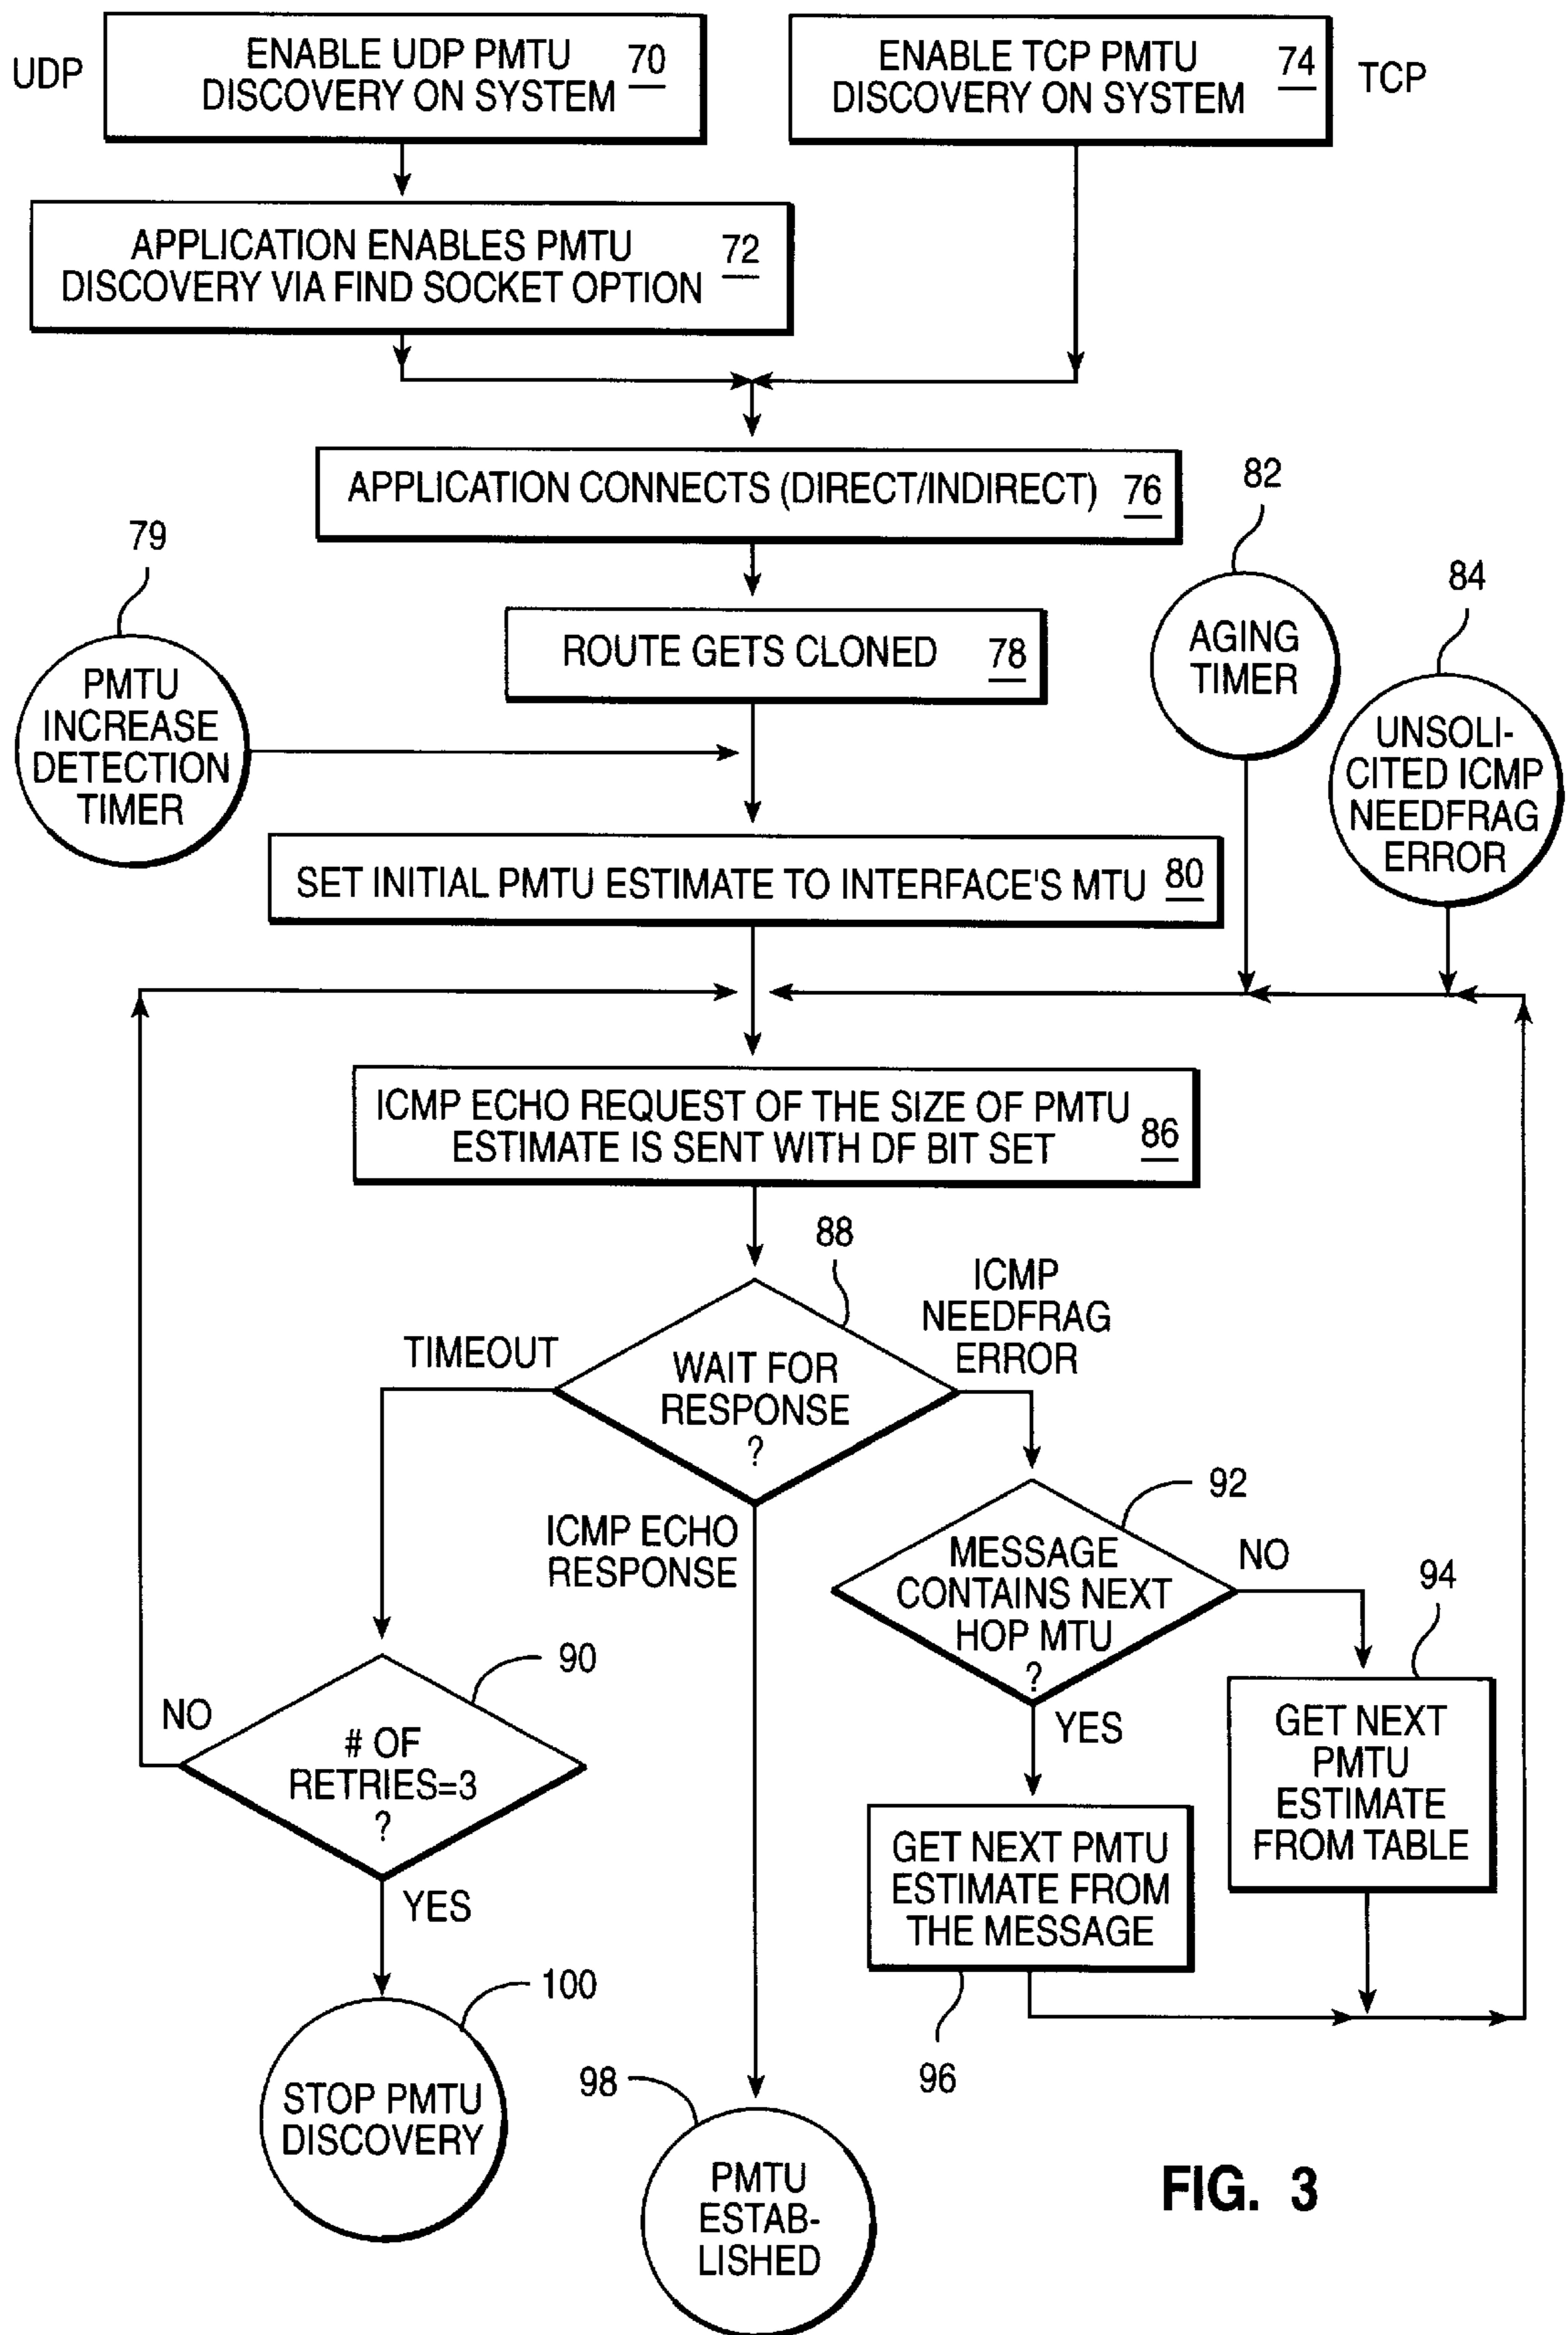 UDP
ENABLE UDP PMTU
DISCOVERY ON SYSTEM
70
ENABLE TCP PMTU
DISCOVERY ON SYSTEM
74
TCP
APPLICATION ENABLES PMTU
DISCOVERY VIA FIND SOCKET OPTION
72
APPLICATION CONNECTS (DIRECT/INDIRECT)
76
82
79
84
ROUTE GETS CLONED
78
AGING
TIMER
PMTU
INCREASE
DETECTION
TIMER
UNSOLI-
CITED ICMP
NEEDFRAG
ERROR
SET INITIAL PMTU ESTIMATE TO INTERFACE'S MTU
80
ICMP ECHO REQUEST OF THE SIZE OF PMTU
ESTIMATE IS SENT WITH DF BIT SET
86
88
TIMEOUT
ICMP
NEEDFRAG
ERROR
WAIT FOR
RESPONSE
?
ICMP ECHO
RESPONSE
92
MESSAGE
CONTAINS NEXT
HOP MTU
?
NO
94
YES
GET NEXT
PMTU
ESTIMATE
FROM TABLE
90
NO
# OF
RETRIES=3
?
YES
GET NEXT PMTU
ESTIMATE FROM
THE MESSAGE
96
100
STOP PMTU
DISCOVERY
98
PMTU
ESTAB-
LISHED
FIG. 3